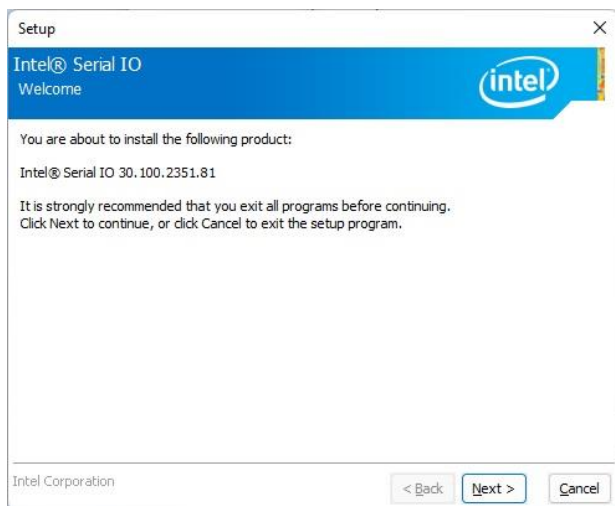 Setup
Intel® Serial IO
Welcome
intel
You are about to install the following product:
Intel® Serial IO 30.100.2351.81
It is strongly recommended that you exit all programs before continuing.
Click Next to continue, or click Cancel to exit the setup program.
Intel Corporation
< Back Next > Cancel